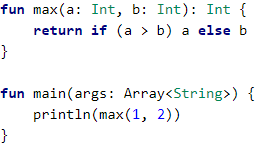 fun max(a: Int, b: Int): Int {
    return if (a > b) a else b
}

fun main(args: Array<String>) {
    println(max(1, 2))
}